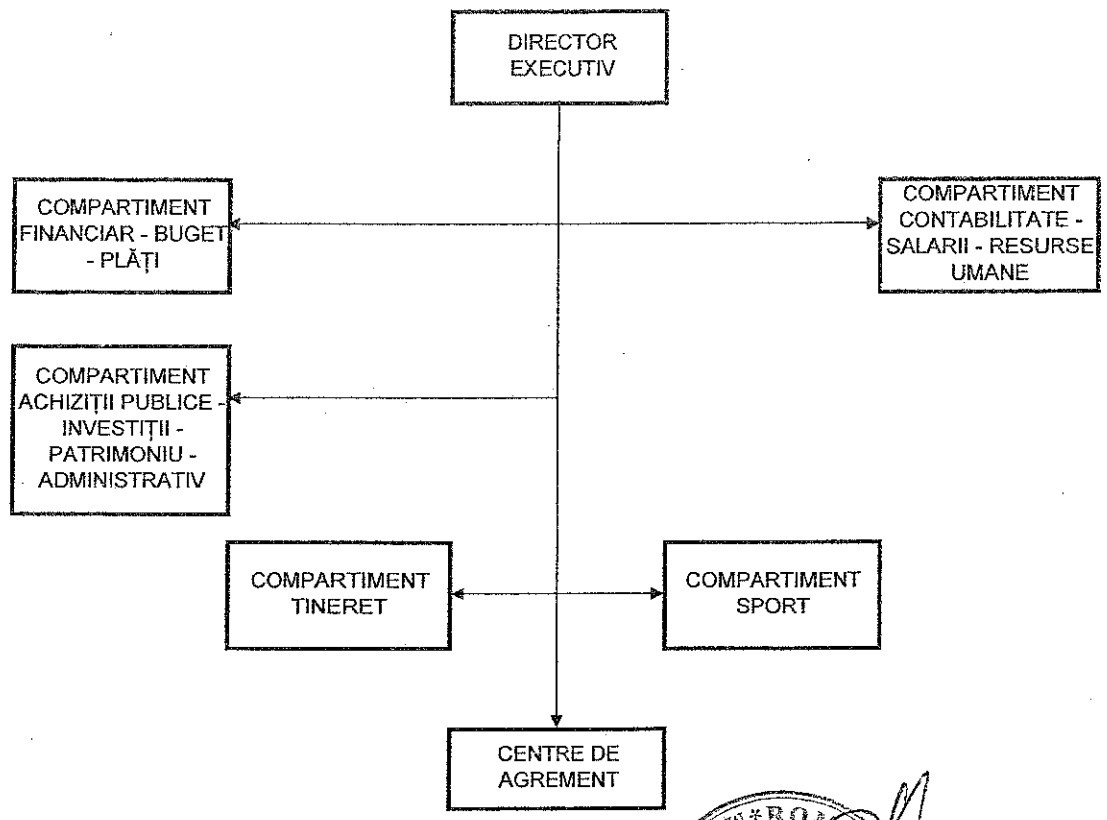 DIRECTOR
EXECUTIV
COMPARTIMENT
FINANCIAR - BUGET
- PLĂȚI
COMPARTIMENT
CONTABILITATE -
SALARII - RESURSE
UMANE
COMPARTIMENT
ACHIZIȚII PUBLICE -
INVESTIȚII -
PATRIMONIU -
ADMINISTRATIV
COMPARTIMENT
TINERET
COMPARTIMENT
SPORT
CENTRE DE
AGREMENT